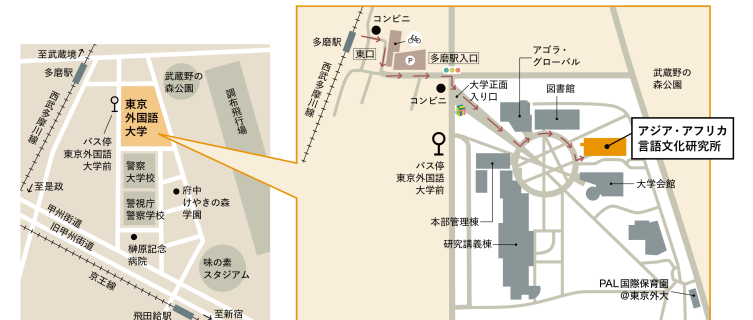 至武蔵境
多磨駅
西武多摩川線
武蔵野の
森公園
調布飛行場
東京
外国語
大学
バス停
東京外国語
大学前
警察
大学校
警視庁
警察学校
府中
けやきの森
学園
至是政
甲州街道
旧甲州街道
京王線
榊原記念
病院
味の素
スタジアム
飛田給駅
至新宿
コンビニ
多磨駅
東口
P
多磨駅入口
西武多摩川線
コンビニ
大学正面
入り口
アゴラ・
グローバル
図書館
武蔵野の
森公園
アジア・アフリカ
言語文化研究所
バス停
東京外国語
大学前
大学会館
本部管理棟
研究講義棟
PAL国際保育園
@東京外大